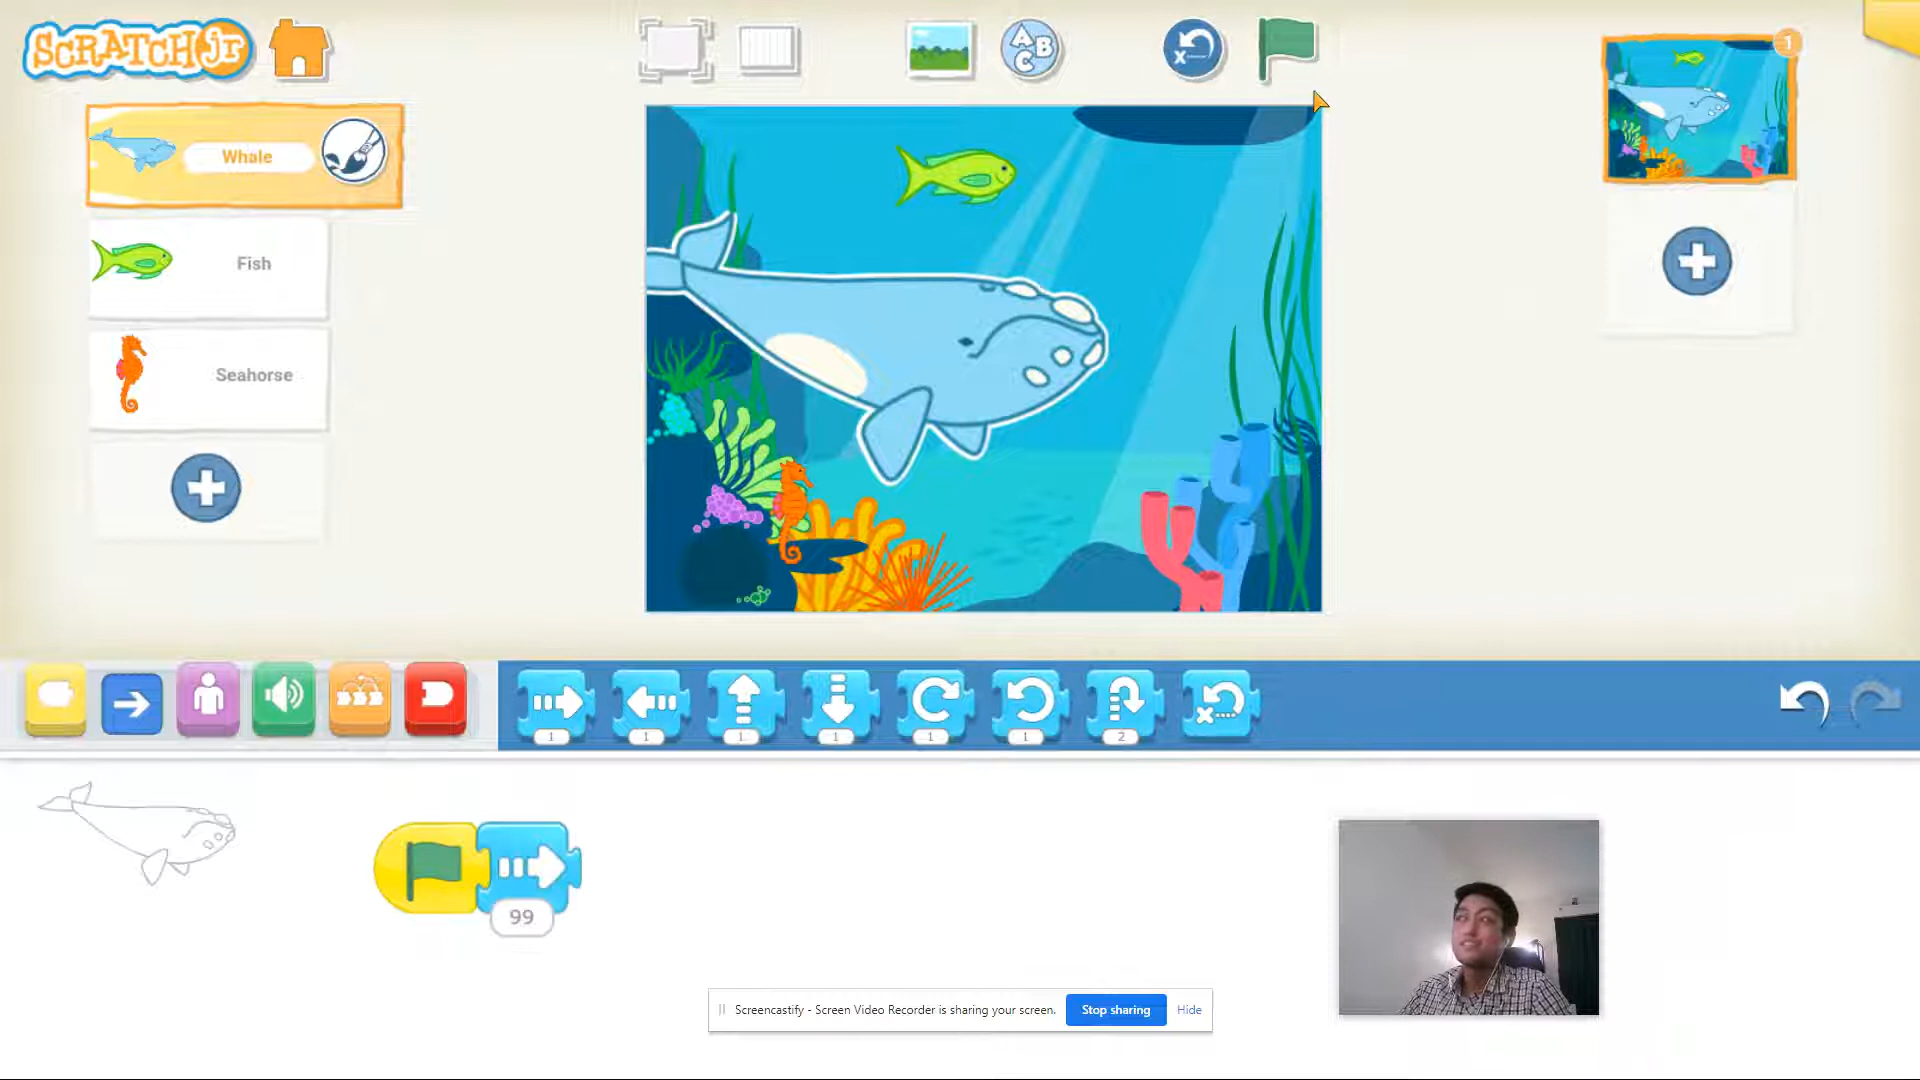 SCRATCHJr
A B C
1
Whale
Fish
Seahorse
1 1 1 1 1 1 2
99
Screencastify - Screen Video Recorder is sharing your screen. Stop sharing Hide